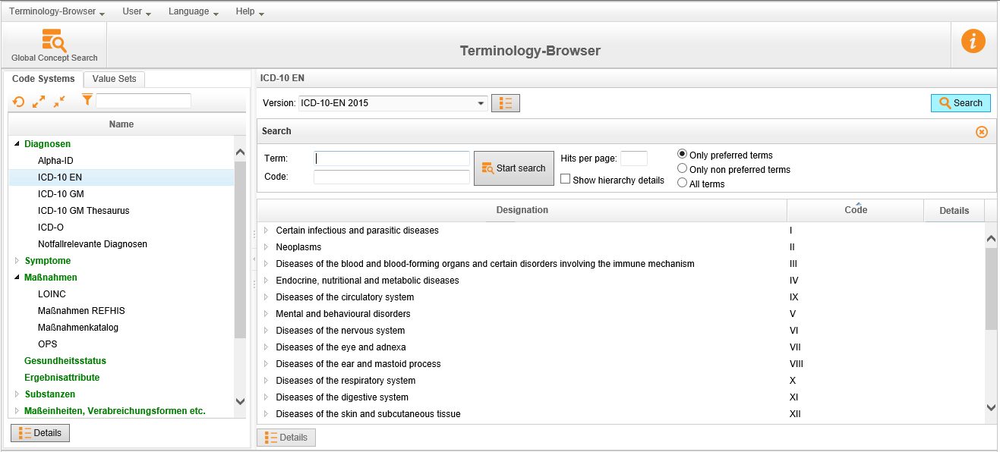 Terminology-Browser User Language Help
Global Concept Search
Terminology-Browser
i
Code Systems Value Sets
Name
Diagnosen
Alpha-ID
ICD-10 EN
ICD-10 GM
ICD-10 GM Thesaurus
ICD-O
Notfallrelevante Diagnosen
Symptome
Maßnahmen
LOINC
Maßnahmen REFHIS
Maßnahmenkatalog
OPS
Gesundheitsstatus
Ergebnisattribute
Substanzen
Maßeinheiten, Verabreichungsformen etc.
Details
ICD-10 EN
Version: ICD-10-EN 2015 Search
Search
Term: Start search Hits per page: Only preferred terms
Only non preferred terms
Code: Show hierarchy details All terms
Designation Code Details
Certain infectious and parasitic diseases I
Neoplasms II
Diseases of the blood and blood-forming organs and certain disorders involving the immune mechanism III
Endocrine, nutritional and metabolic diseases IV
Diseases of the circulatory system IX
Mental and behavioural disorders V
Diseases of the nervous system VI
Diseases of the eye and adnexa VII
Diseases of the ear and mastoid process VIII
Diseases of the respiratory system X
Diseases of the digestive system XI
Diseases of the skin and subcutaneous tissue XII
Details